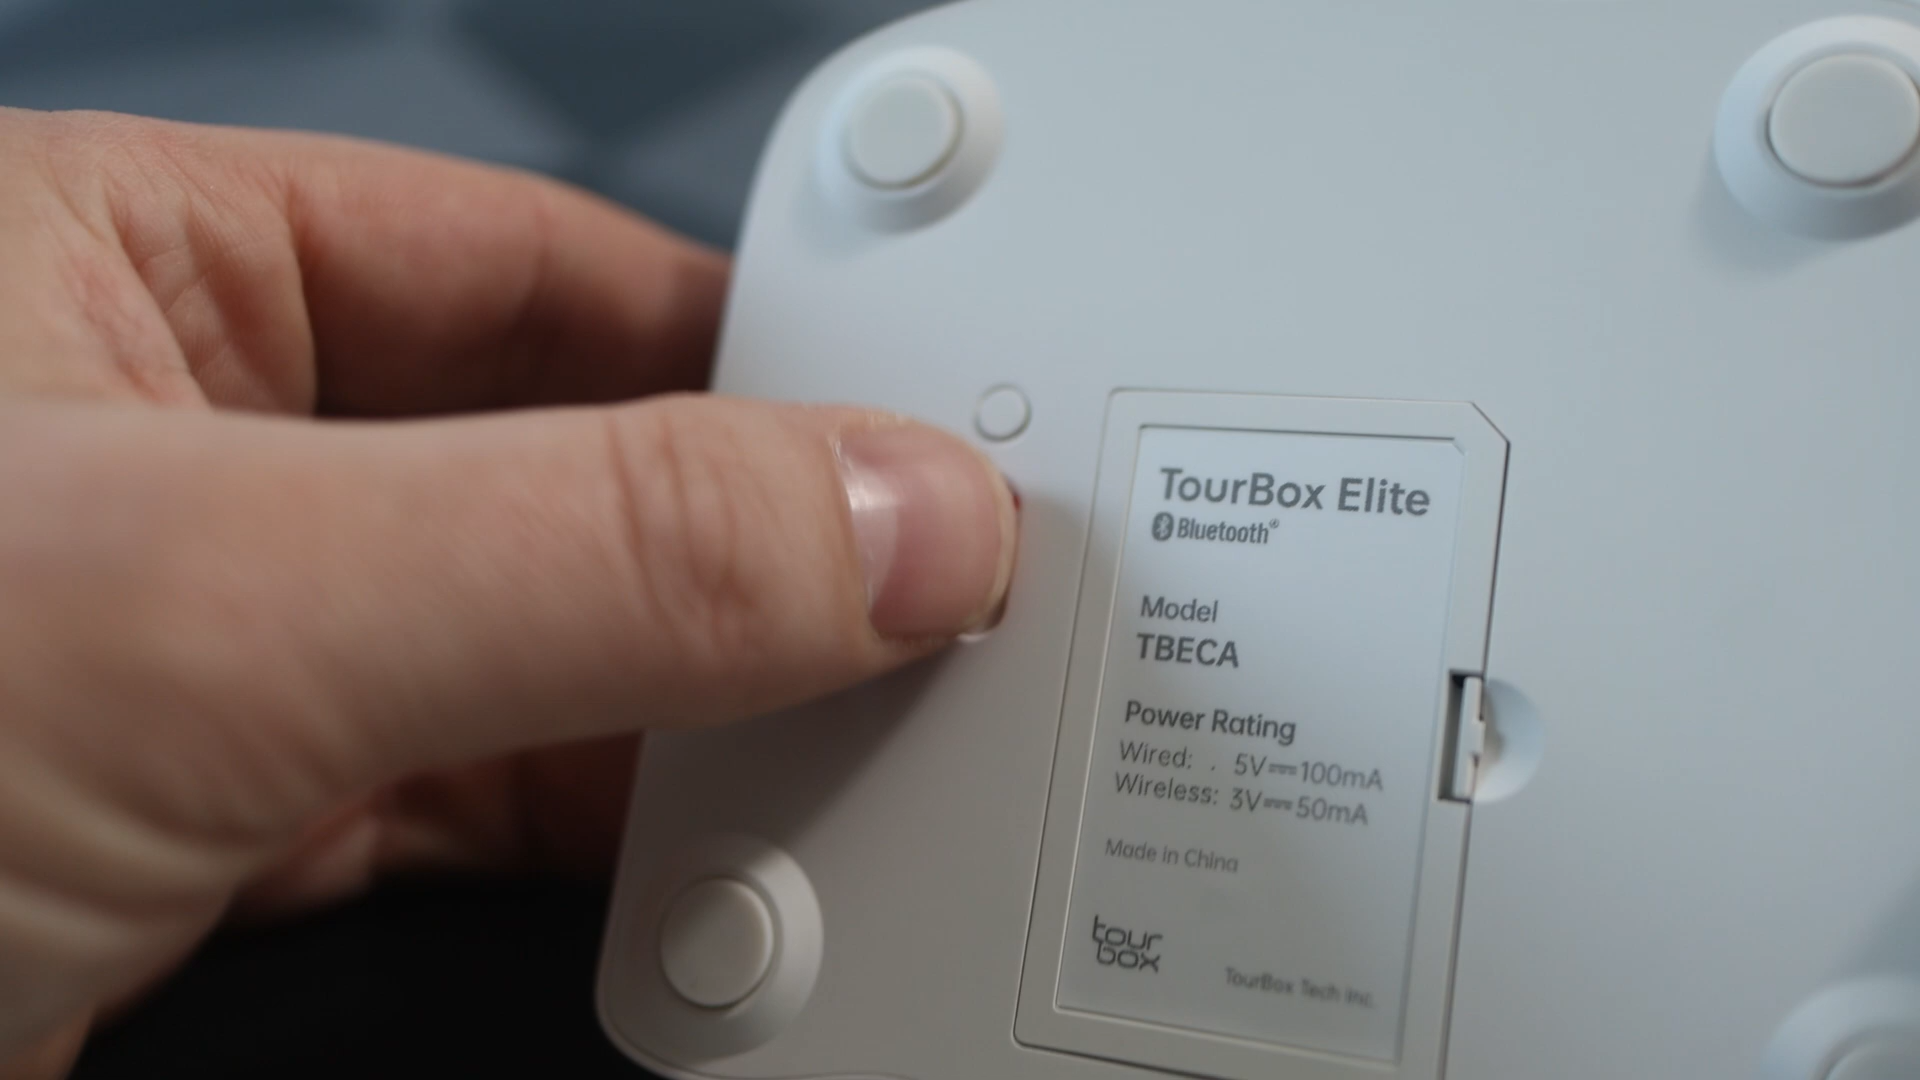 TourBox Elite
Bluetooth®
Model
TBECA
Power Rating
Wired: . 5V⎓100mA
Wireless: 3V⎓50mA
Made in China
tour
box
TourBox Tech Inc.